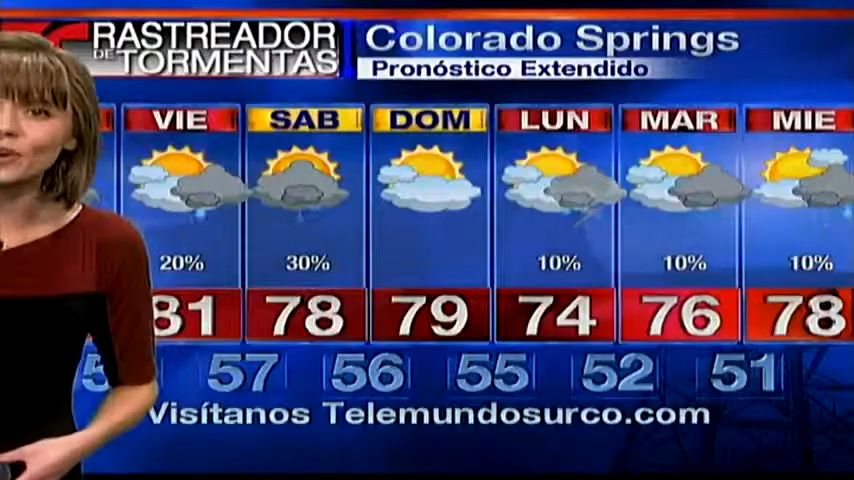 RASTREADOR
DE TORMENTAS
Colorado Springs
Pronóstico Extendido
VIE SAB DOM LUN MAR MIE
20% 30% 10% 10% 10%
81 78 79 74 76 78
57 56 55 52 51
Visítanos Telemundosurco.com